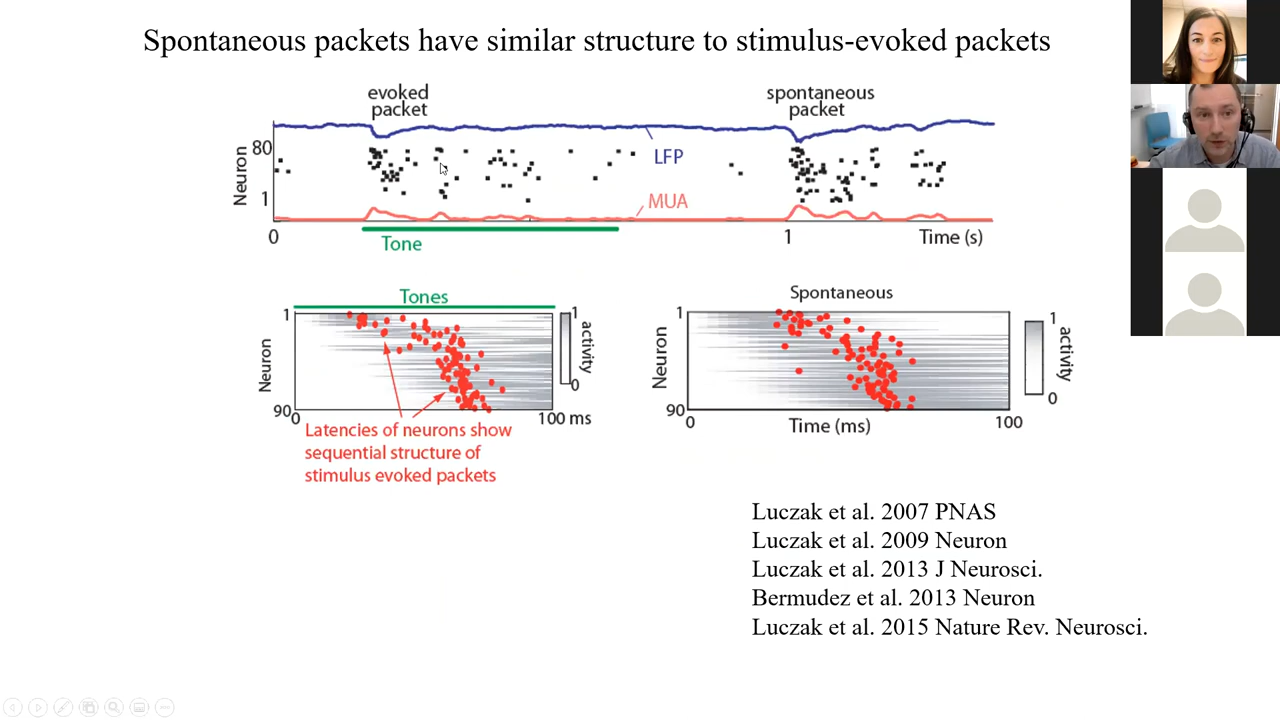 Spontaneous packets have similar structure to stimulus-evoked packets
evoked
packet
spontaneous
packet
Neuron
80
1
LFP
MUA
0
1
Time (s)
Tone
Tones
Neuron
1
90
0
100 ms
1
0
activity
Latencies of neurons show
sequential structure of
stimulus evoked packets
Spontaneous
Neuron
1
90
0
Time (ms)
100
1
0
activity
Luczak et al. 2007 PNAS
Luczak et al. 2009 Neuron
Luczak et al. 2013 J Neurosci.
Bermudez et al. 2013 Neuron
Luczak et al. 2015 Nature Rev. Neurosci.